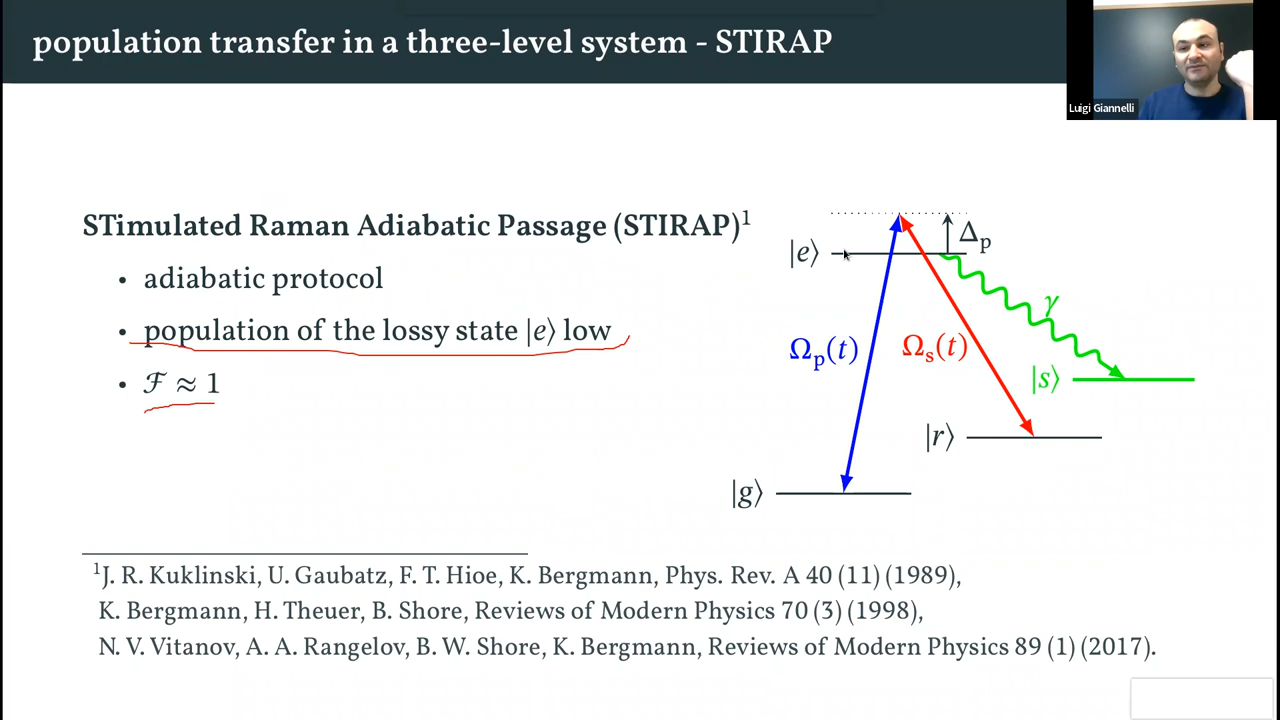 population transfer in a three-level system - STIRAP
Luigi Giannelli
STimulated Raman Adiabatic Passage (STIRAP)¹
• adiabatic protocol
• population of the lossy state |e⟩ low
• ℱ ≈ 1
Δₚ
|e⟩
γ
Ωₚ(t)
Ωₛ(t)
|s⟩
|r⟩
|g⟩
¹J. R. Kuklinski, U. Gaubatz, F. T. Hioe, K. Bergmann, Phys. Rev. A 40 (11) (1989),
K. Bergmann, H. Theuer, B. Shore, Reviews of Modern Physics 70 (3) (1998),
N. V. Vitanov, A. A. Rangelov, B. W. Shore, K. Bergmann, Reviews of Modern Physics 89 (1) (2017).